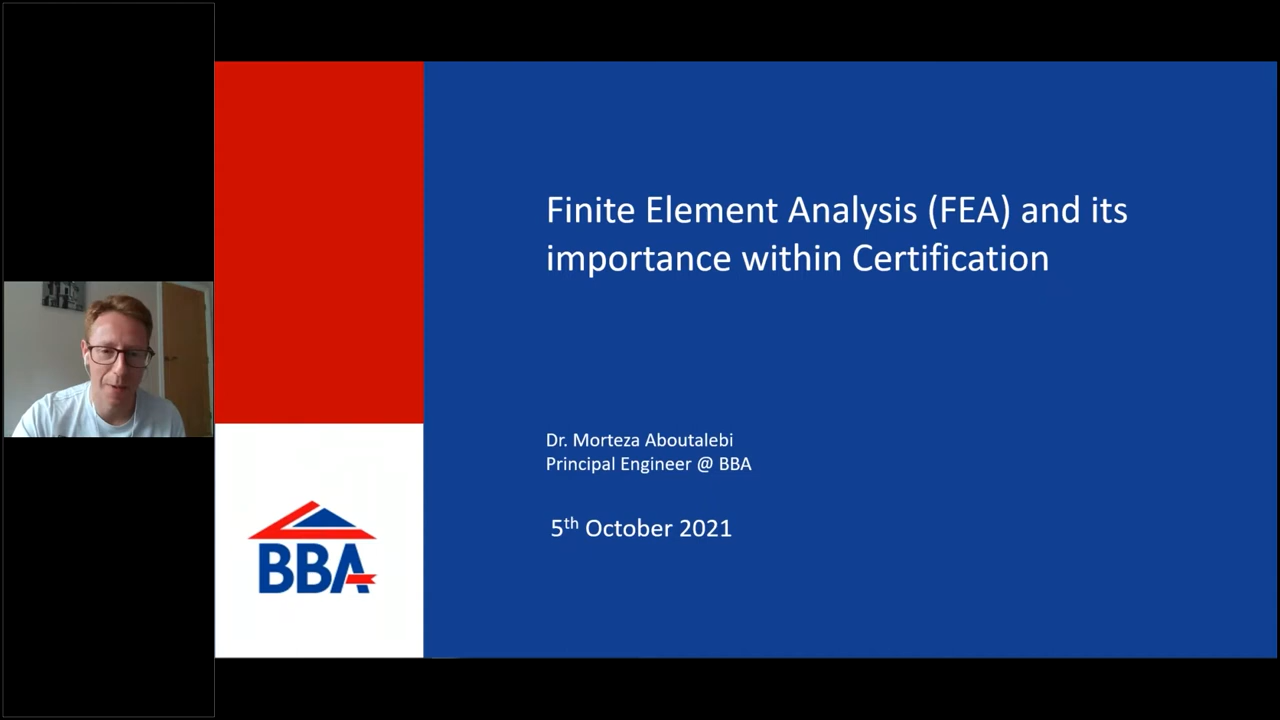 Finite Element Analysis (FEA) and its
importance within Certification
Dr. Morteza Aboutalebi
Principal Engineer @ BBA
5th October 2021
BBA